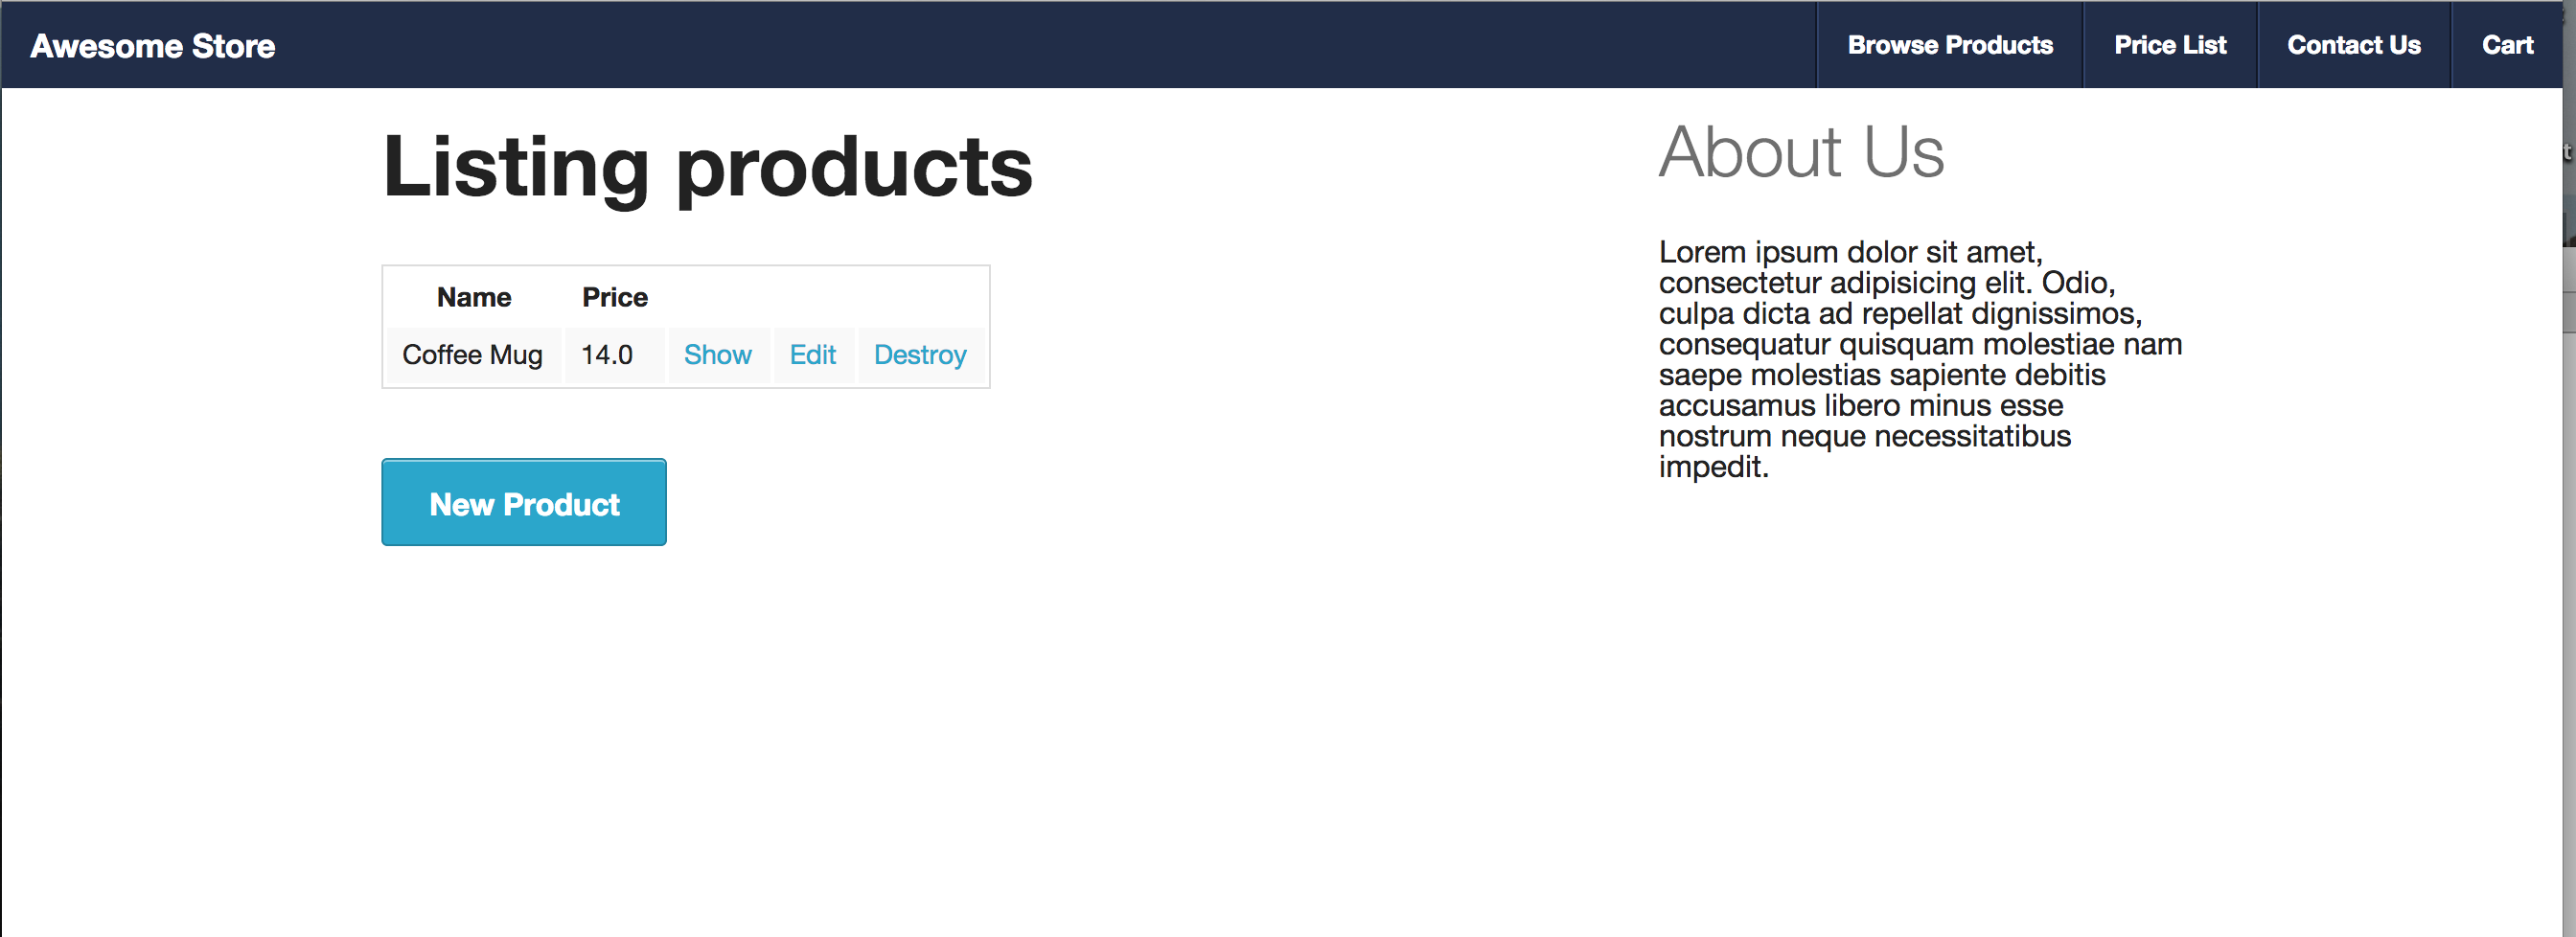 Awesome Store Browse Products Price List Contact Us Cart
Listing products
Name Price
Coffee Mug 14.0 Show Edit Destroy
New Product
About Us
Lorem ipsum dolor sit amet,
consectetur adipisicing elit. Odio,
culpa dicta ad repellat dignissimos,
consequatur quisquam molestiae nam
saepe molestias sapiente debitis
accusamus libero minus esse
nostrum neque necessitatibus
impedit.